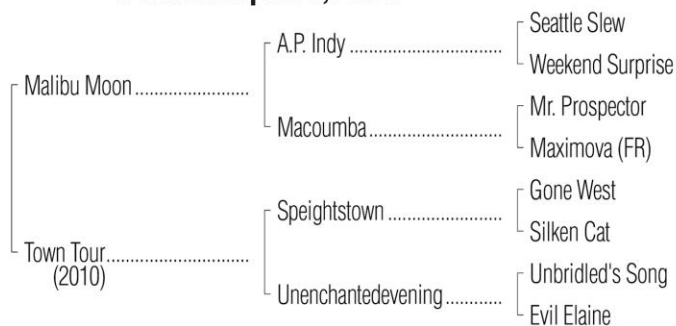 Malibu Moon
Town Tour
(2010)
A.P. Indy
Macoumba
Speightstown
Unenchantedevening
Seattle Slew
Weekend Surprise
Mr. Prospector
Maximova (FR)
Gone West
Silken Cat
Unbridled's Song
Evil Elaine